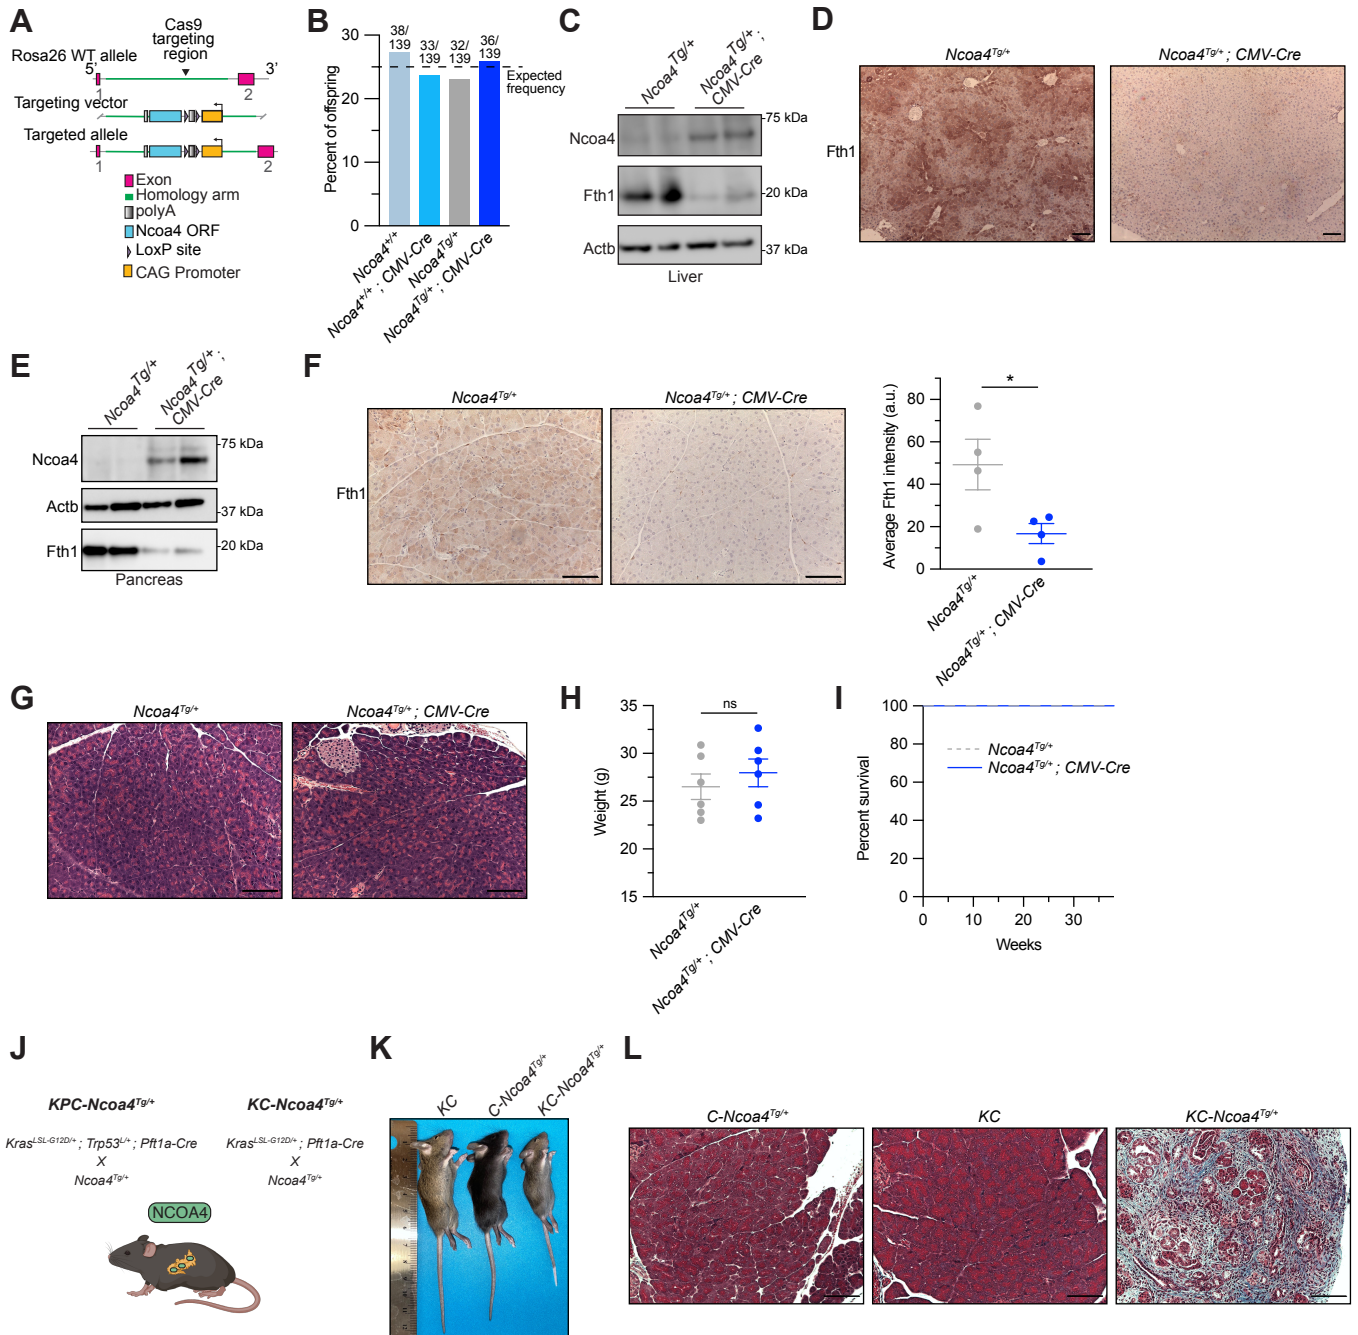 A
Cas9
targeting
region
Rosa26 WT allele
5’
3’
1
2
Targeting vector
Targeted allele
1
2
Exon
Homology arm
polyA
Ncoa4 ORF
LoxP site
CAG Promoter
B
Percent of offspring
30
20
10
0
38/
139
33/
139
32/
139
36/
139
Expected
frequency
Ncoa4+/+
Ncoa4+/+ ; CMV-Cre
Ncoa4Tg/+
Ncoa4Tg/+ ; CMV-Cre
C
Ncoa4Tg/+
Ncoa4Tg/+ ;
CMV-Cre
Ncoa4
-75 kDa
Fth1
-20 kDa
Actb
-37 kDa
Liver
D
Ncoa4Tg/+
Ncoa4Tg/+ ; CMV-Cre
Fth1
E
Ncoa4Tg/+
Ncoa4Tg/+ ;
CMV-Cre
Ncoa4
-75 kDa
Actb
-37 kDa
Fth1
-20 kDa
Pancreas
F
Ncoa4Tg/+
Ncoa4Tg/+ ; CMV-Cre
Fth1
Average Fth1 intensity (a.u.)
80
60
40
20
0
*
Ncoa4Tg/+
Ncoa4Tg/+ ; CMV-Cre
G
Ncoa4Tg/+
Ncoa4Tg/+ ; CMV-Cre
H
Weight (g)
35
30
25
20
15
ns
Ncoa4Tg/+
Ncoa4Tg/+ ; CMV-Cre
I
Percent survival
100
80
60
40
20
0
Ncoa4Tg/+
Ncoa4Tg/+ ; CMV-Cre
0
10
20
30
Weeks
J
KPC-Ncoa4Tg/+
KC-Ncoa4Tg/+
KrasLSL-G12D/+ ; Trp53L/+ ; Pft1a-Cre
X
Ncoa4Tg/+
KrasLSL-G12D/+ ; Pft1a-Cre
X
Ncoa4Tg/+
NCOA4
K
KC
C-Ncoa4Tg/+
KC-Ncoa4Tg/+
L
C-Ncoa4Tg/+
KC
KC-Ncoa4Tg/+